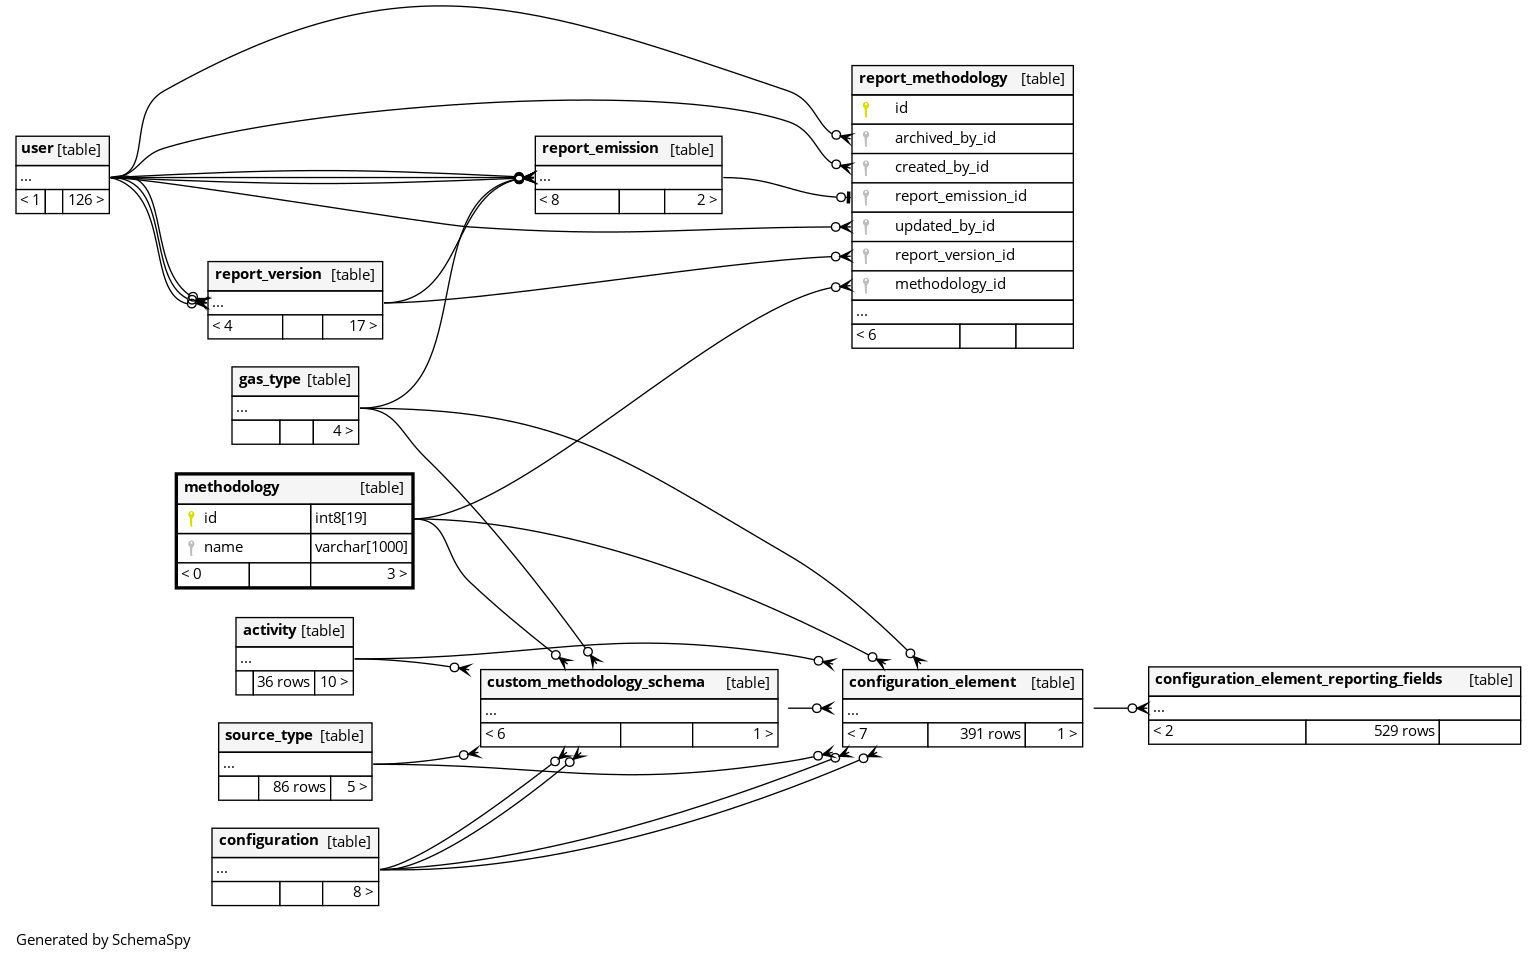 report_methodology [table]
id
archived_by_id
created_by_id
report_emission_id
updated_by_id
report_version_id
methodology_id
...
< 6
user [table]
...
< 1 126 >
report_emission [table]
...
< 8 2 >
report_version [table]
...
< 4 17 >
gas_type [table]
...
4 >
methodology [table]
id int8[19]
name varchar[1000]
< 0 3 >
activity [table]
...
36 rows 10 >
custom_methodology_schema [table]
...
< 6 1 >
configuration_element [table]
...
< 7 391 rows 1 >
configuration_element_reporting_fields [table]
...
< 2 529 rows
source_type [table]
...
86 rows 5 >
configuration [table]
...
8 >
Generated by SchemaSpy